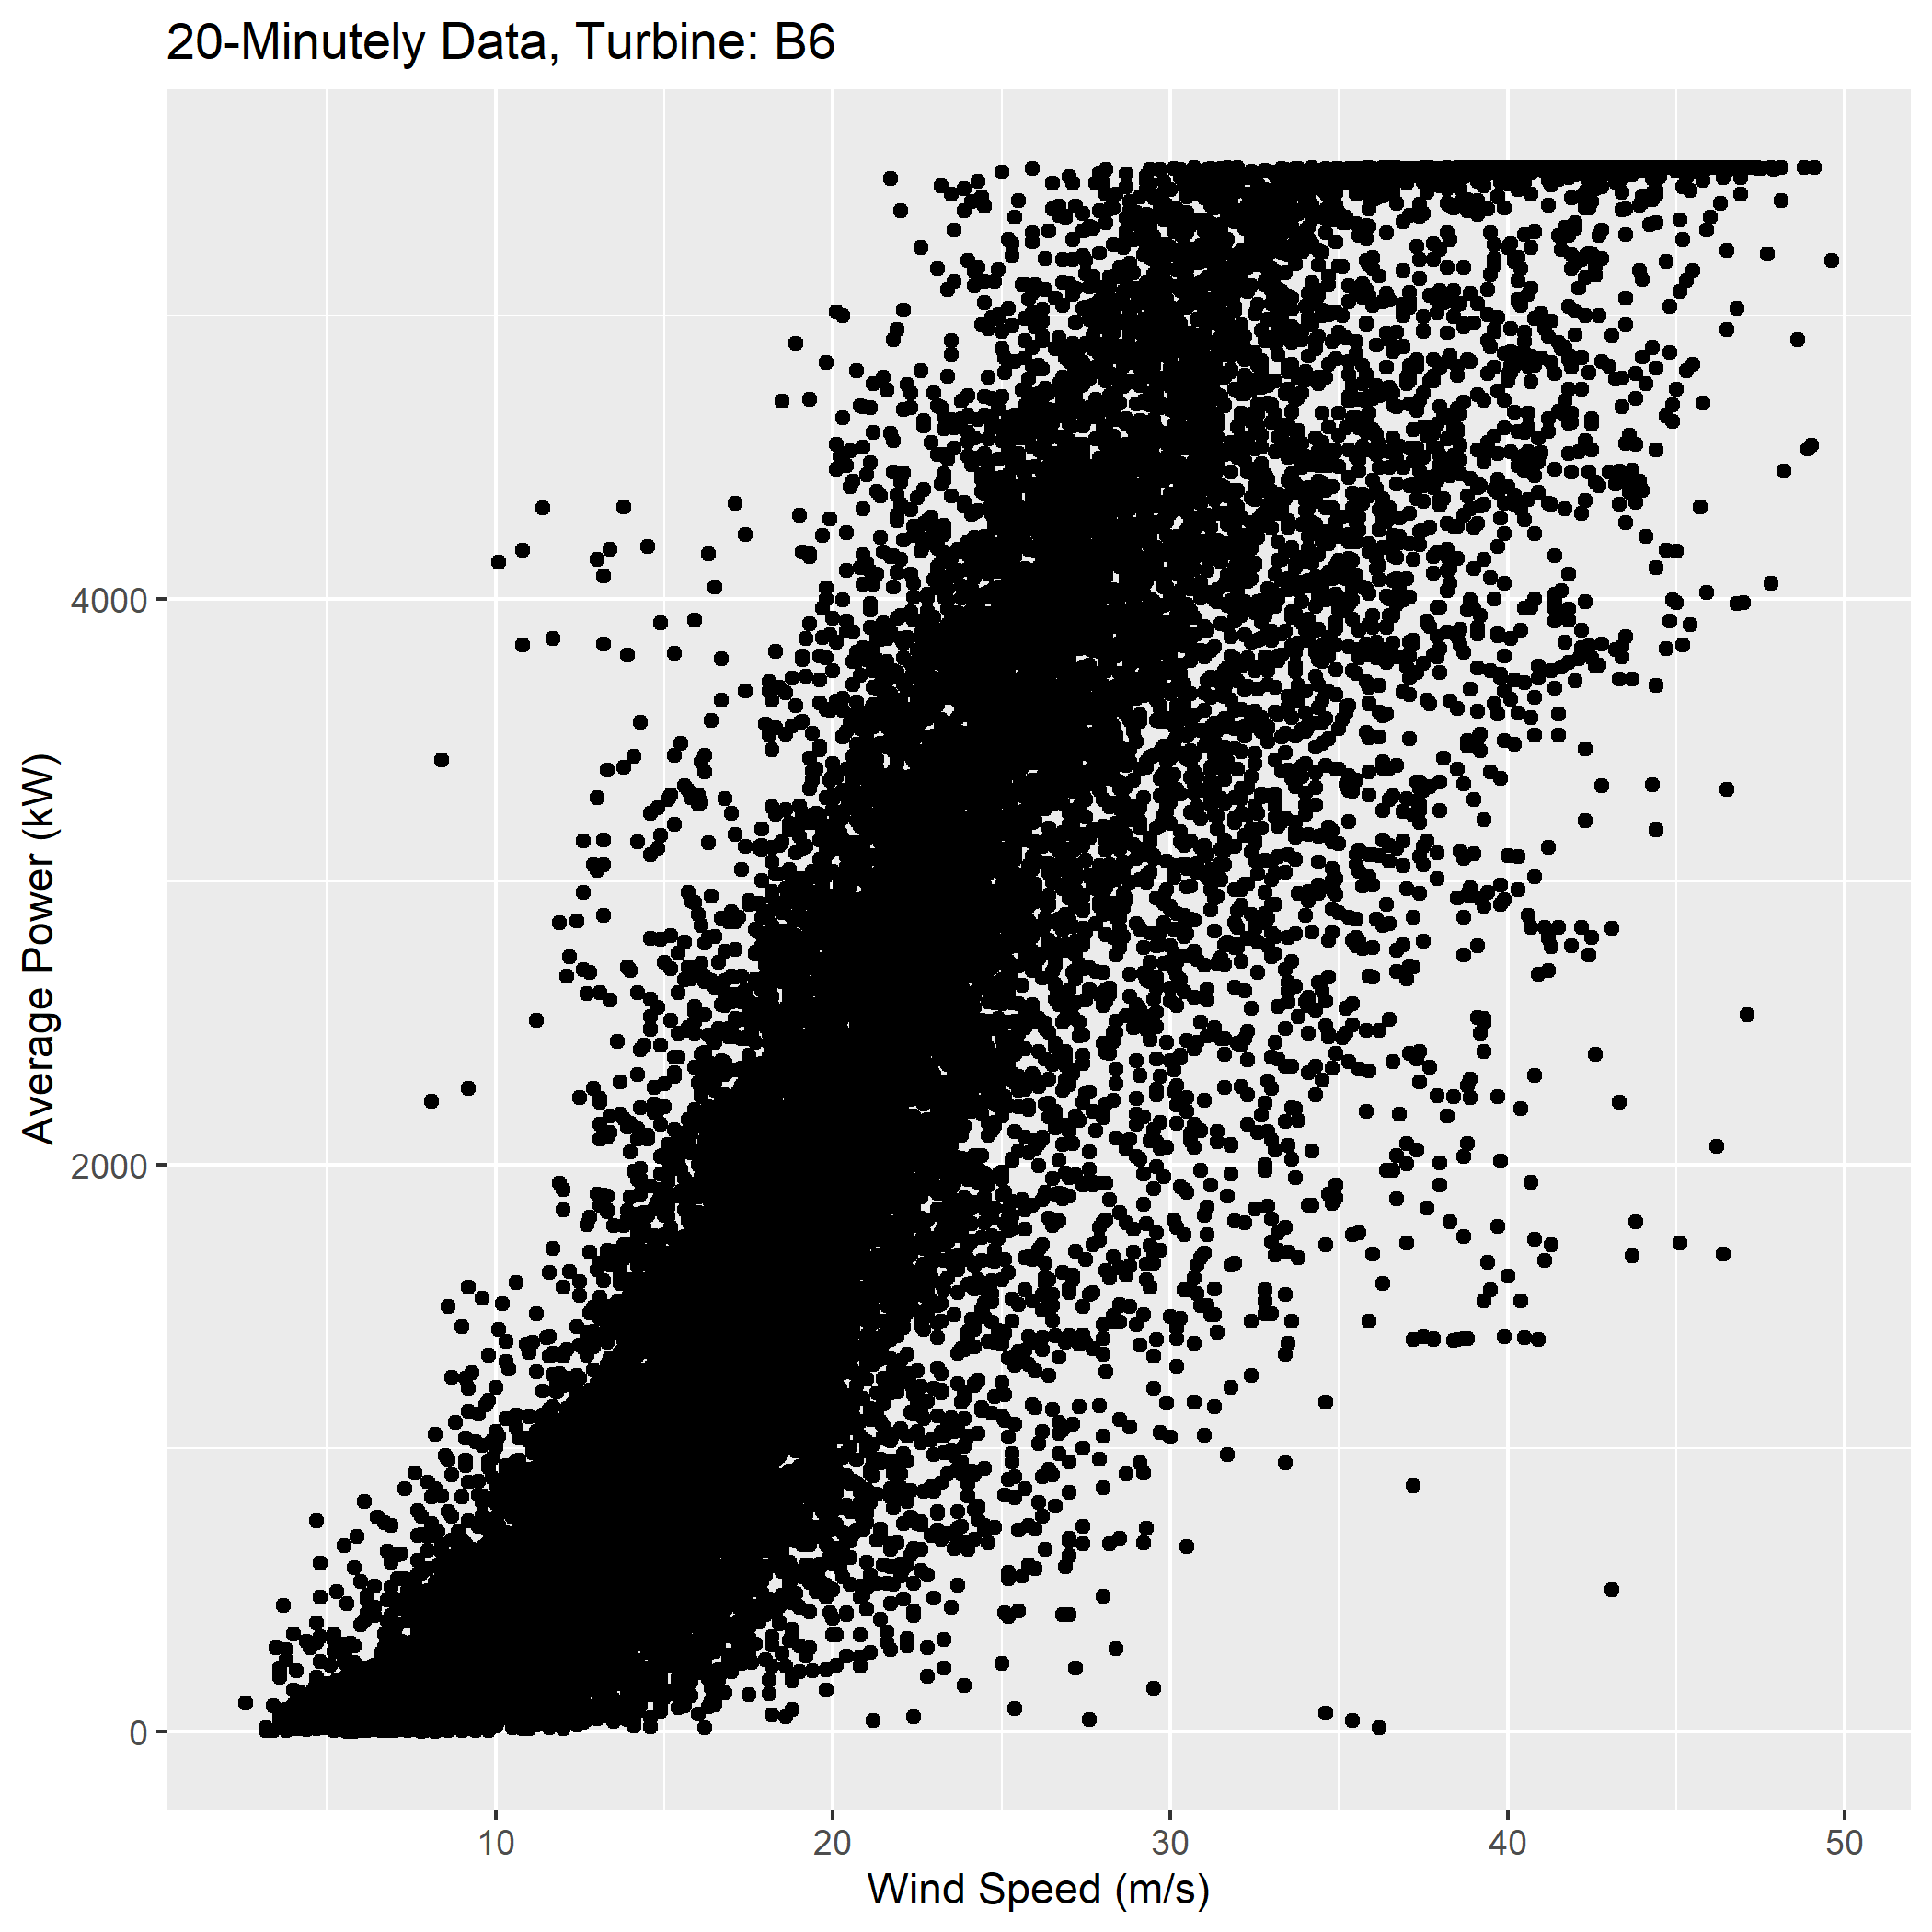 20-Minutely Data, Turbine: B6
Average Power (kW)
4000
2000
0
10 20 30 40 50
Wind Speed (m/s)